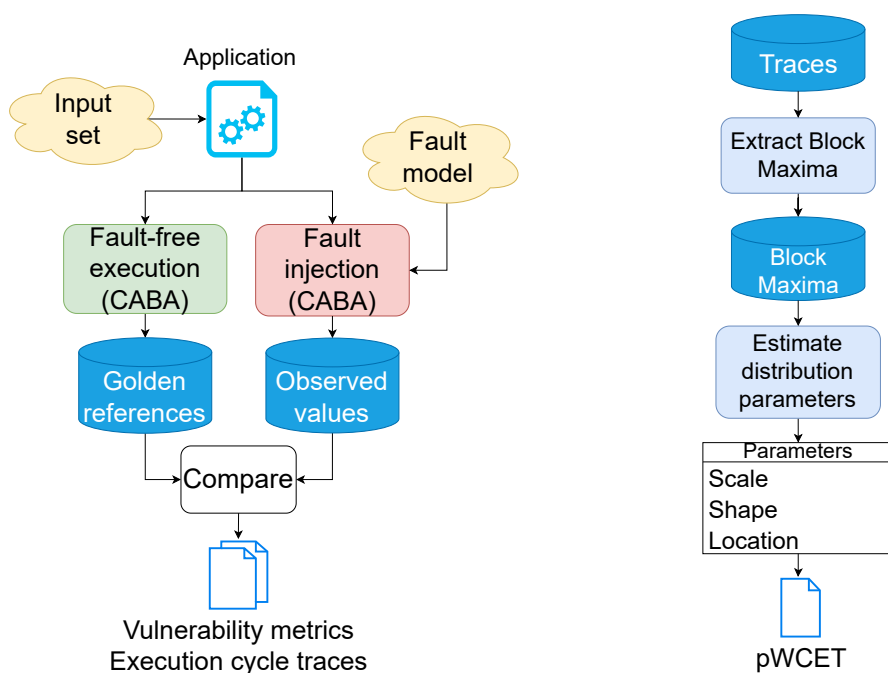 Application
Input
set
Fault
model
Fault-free
execution
(CABA)
Fault
injection
(CABA)
Golden
references
Observed
values
Compare
Vulnerability metrics
Execution cycle traces
Traces
Extract Block
Maxima
Block
Maxima
Estimate
distribution
parameters
Parameters
Scale
Shape
Location
pWCET